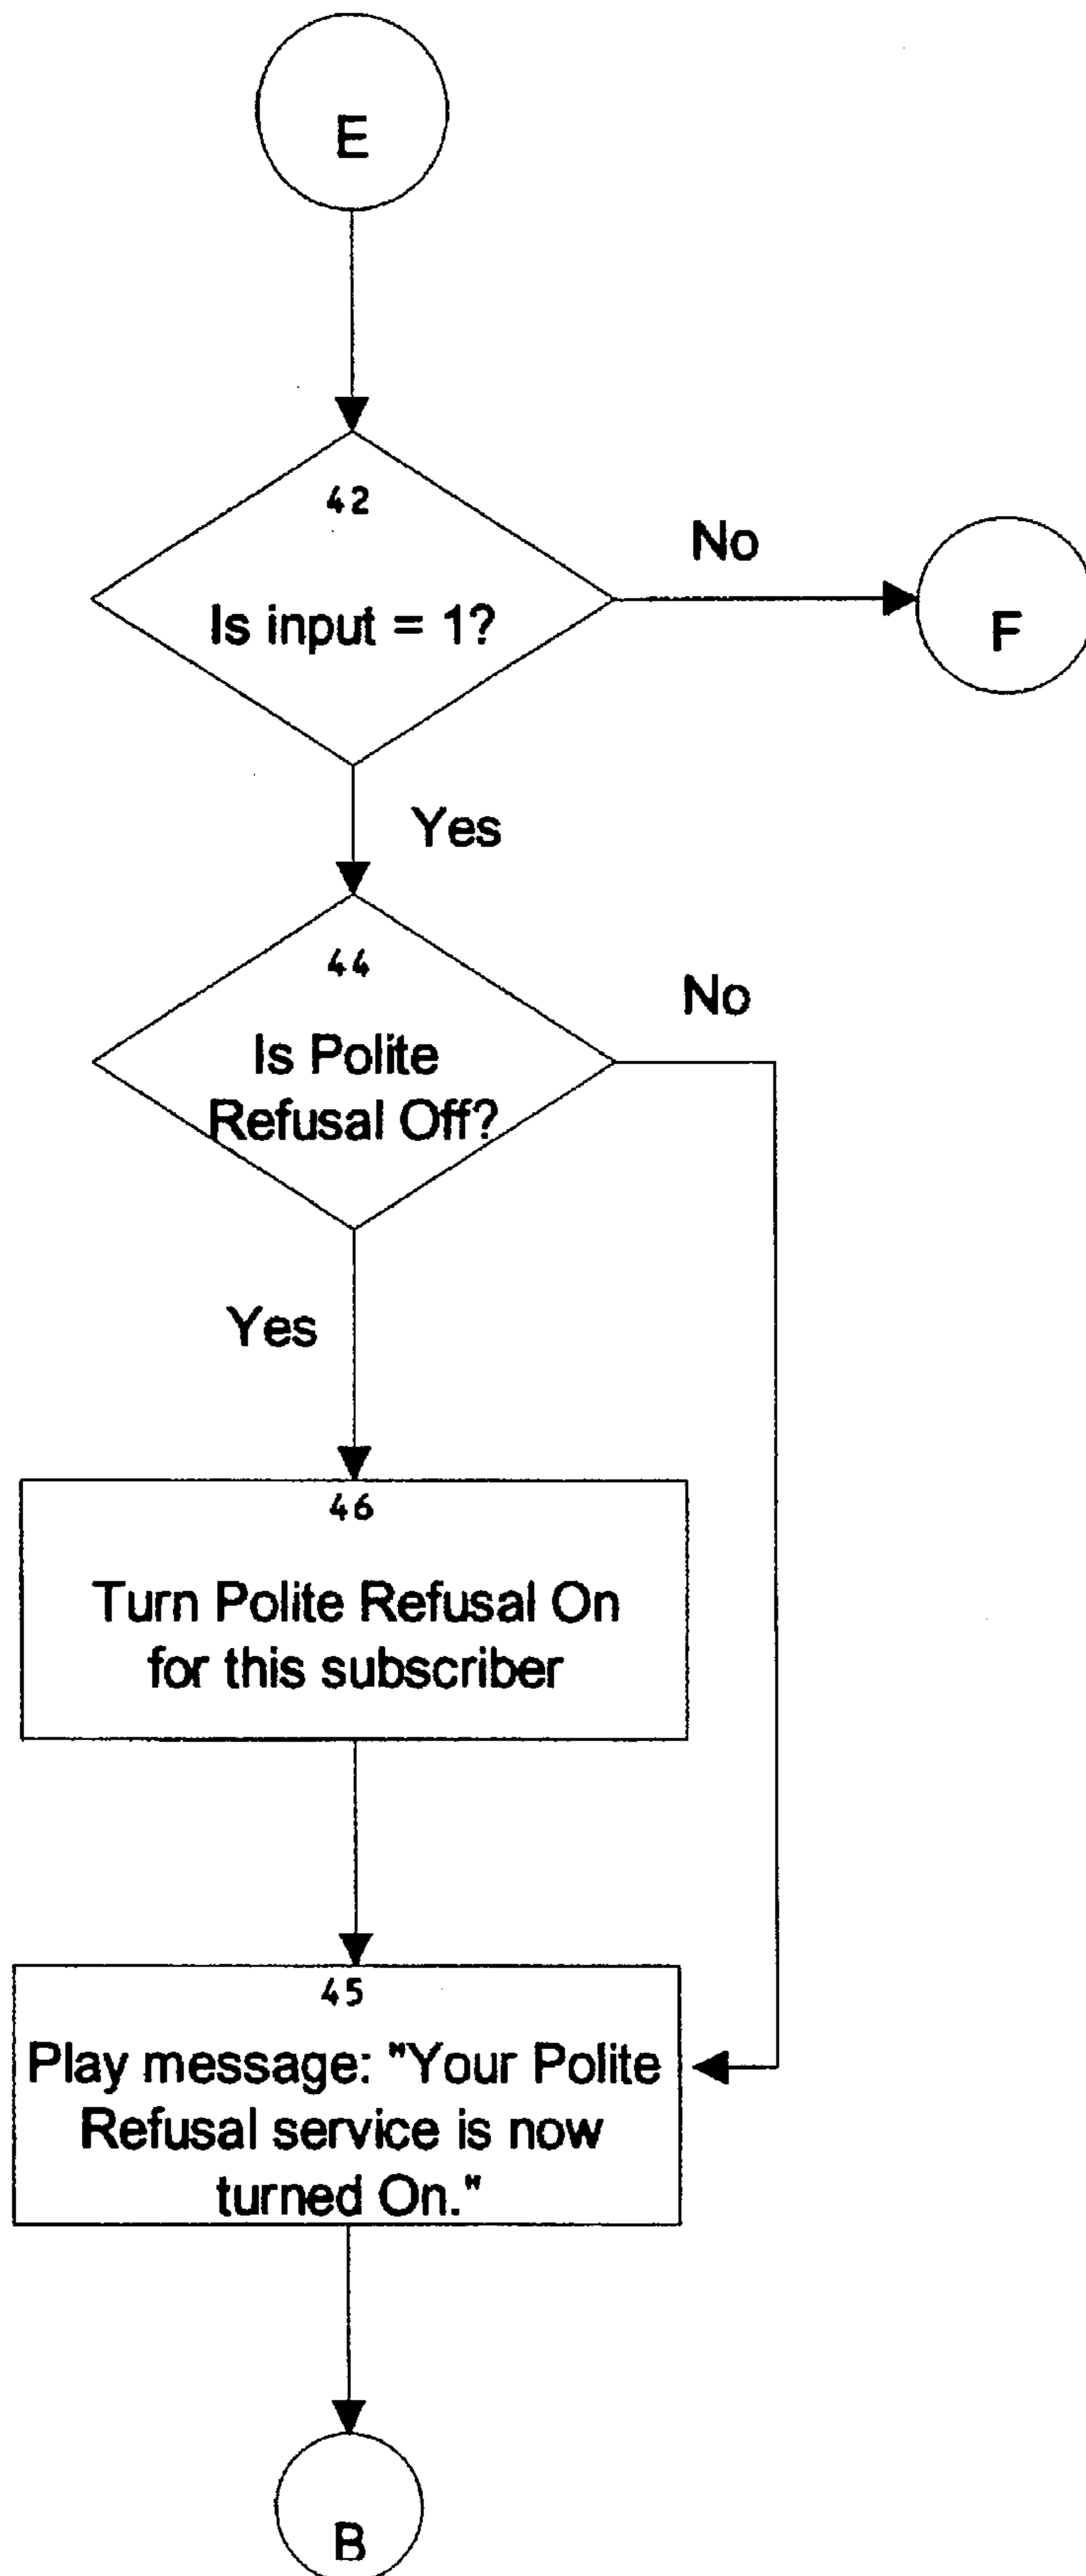 E
42
Is input = 1?
No
F
Yes
44
Is Polite
Refusal Off?
No
Yes
46
Turn Polite Refusal On
for this subscriber
45
Play message: "Your Polite
Refusal service is now
turned On."
B